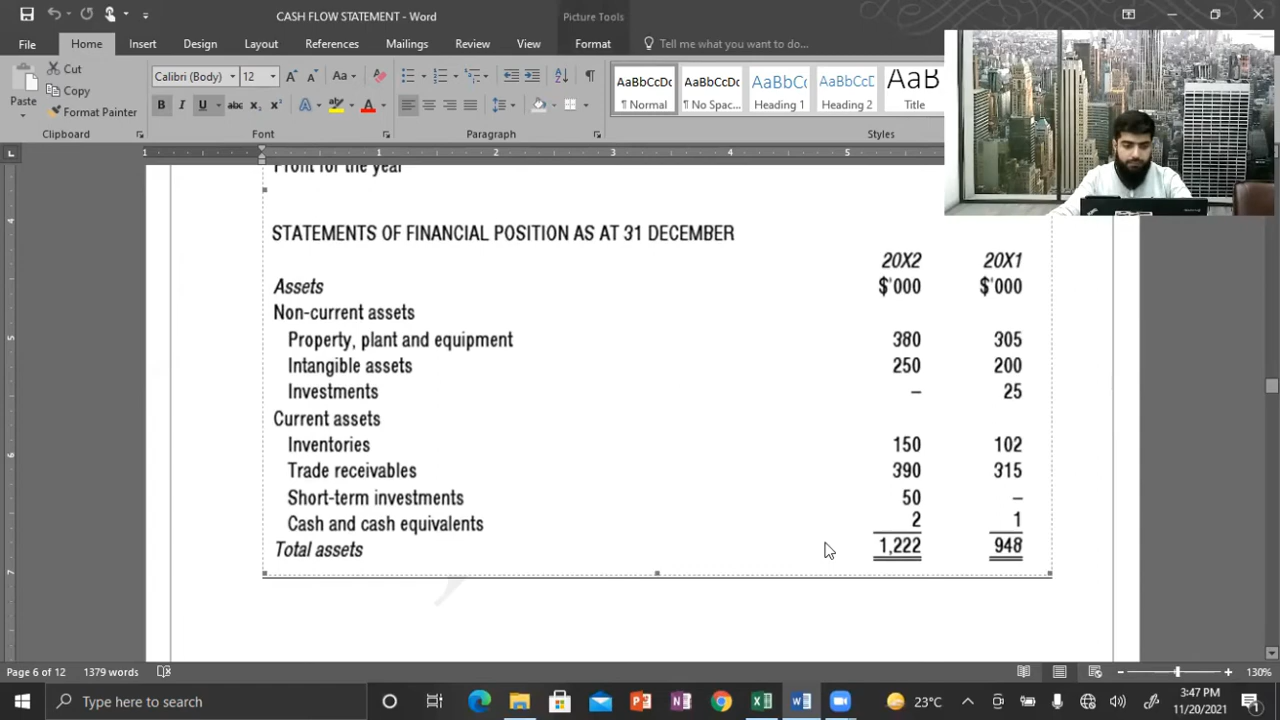 CASH FLOW STATEMENT - Word
Picture Tools
File Home Insert Design Layout References Mailings Review View Format Tell me what you want to do...
Paste
Cut
Copy
Format Painter
Clipboard
Calibri (Body) 12
Font
Paragraph
AaBbCcDc AaBbCcDc AaBbCc AaBbCcD AaB
¶ Normal ¶ No Spac... Heading 1 Heading 2 Title
Styles
Profit for the year
STATEMENTS OF FINANCIAL POSITION AS AT 31 DECEMBER
20X2 20X1
Assets $'000 $'000
Non-current assets
Property, plant and equipment 380 305
Intangible assets 250 200
Investments – 25
Current assets
Inventories 150 102
Trade receivables 390 315
Short-term investments 50 –
Cash and cash equivalents 2 1
Total assets 1,222 948
Page 6 of 12 1379 words 130%
Type here to search 23°C 3:47 PM
11/20/2021